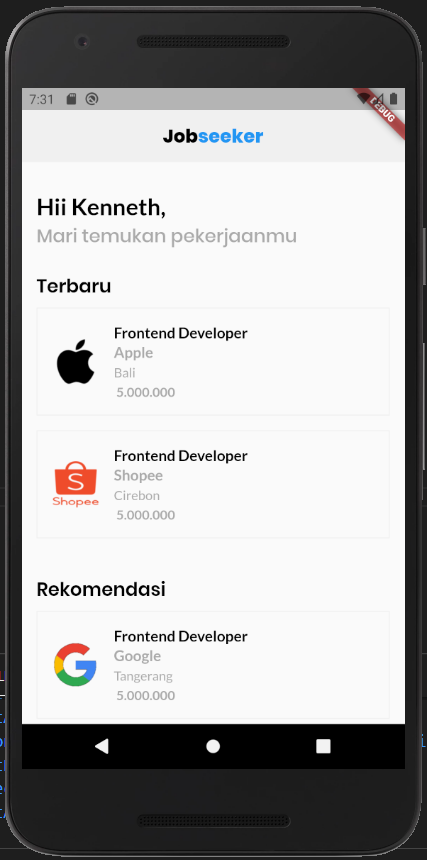 7:31
DEBUG
Jobseeker
Hii Kenneth,
Mari temukan pekerjaanmu
Terbaru
Frontend Developer
Apple
Bali
5.000.000
Frontend Developer
Shopee
Cirebon
5.000.000
S
Shopee
Rekomendasi
Frontend Developer
Google
Tangerang
5.000.000
G